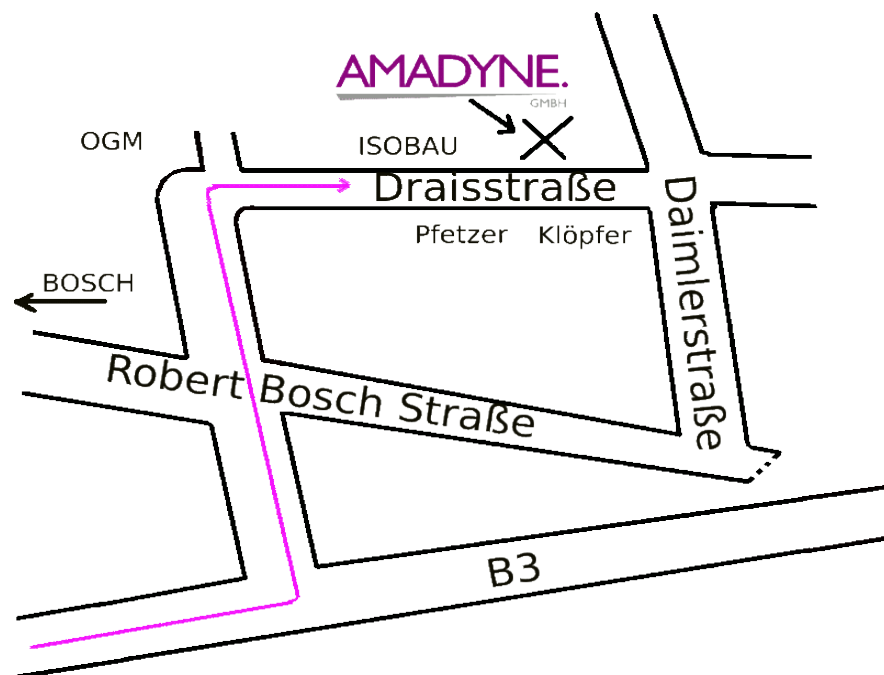 AMADYNE.
GMBH
OGM
ISOBAU
Draisstraße
Pfetzer
Klöpfer
Daimlerstraße
BOSCH
Robert Bosch Straße
B3